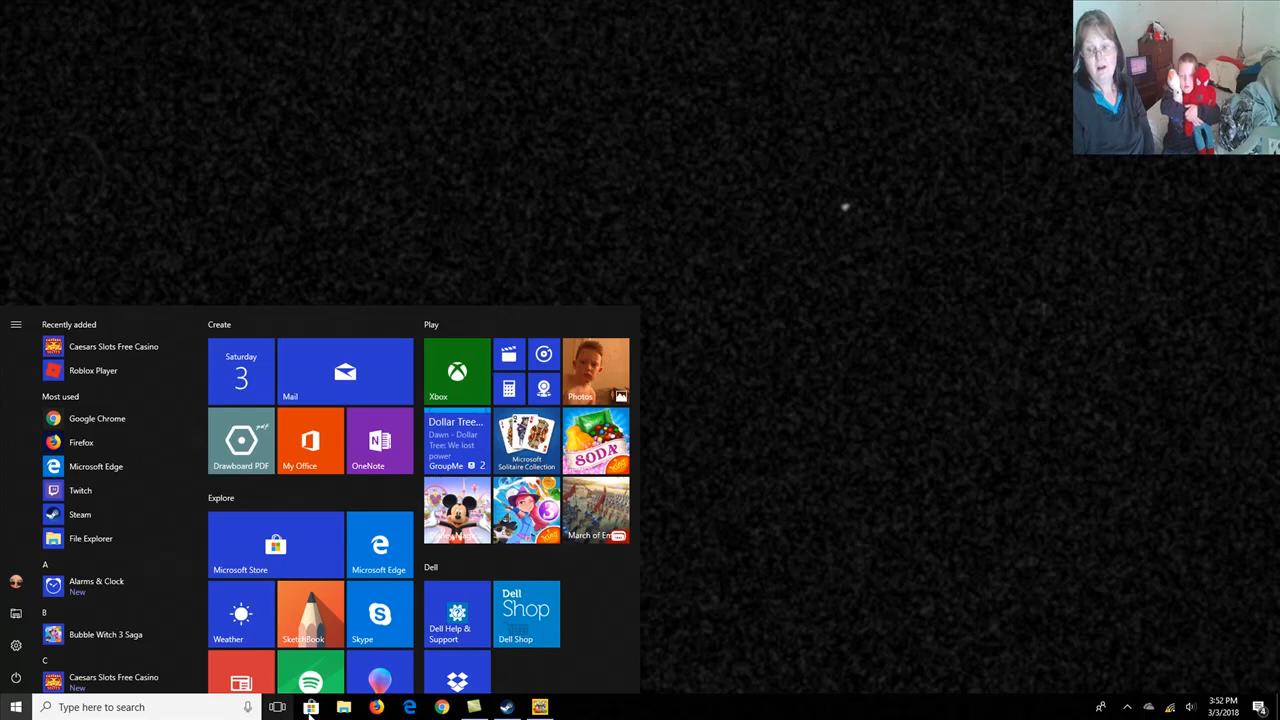 Recently added
Caesars Slots Free Casino
Roblox Player
Most used
Google Chrome
Firefox
Microsoft Edge
Twitch
Steam
File Explorer
A
Alarms & Clock
New
B
Bubble Witch 3 Saga
C
Caesars Slots Free Casino
New
Create
Saturday
3
Mail
Drawboard PDF
My Office
OneNote
Explore
Microsoft Store
Microsoft Edge
Weather
SketchBook
Skype
Play
Xbox
Photos
Dollar Tree...
Dawn - Dollar
Tree: We lost
power
GroupMe 2
Microsoft
Solitaire Collection
SODA
King
3
King
March of Em
Dell
Dell Help &
Support
Dell
Shop
Dell Shop
Type here to search
3:52 PM
3/3/2018
4